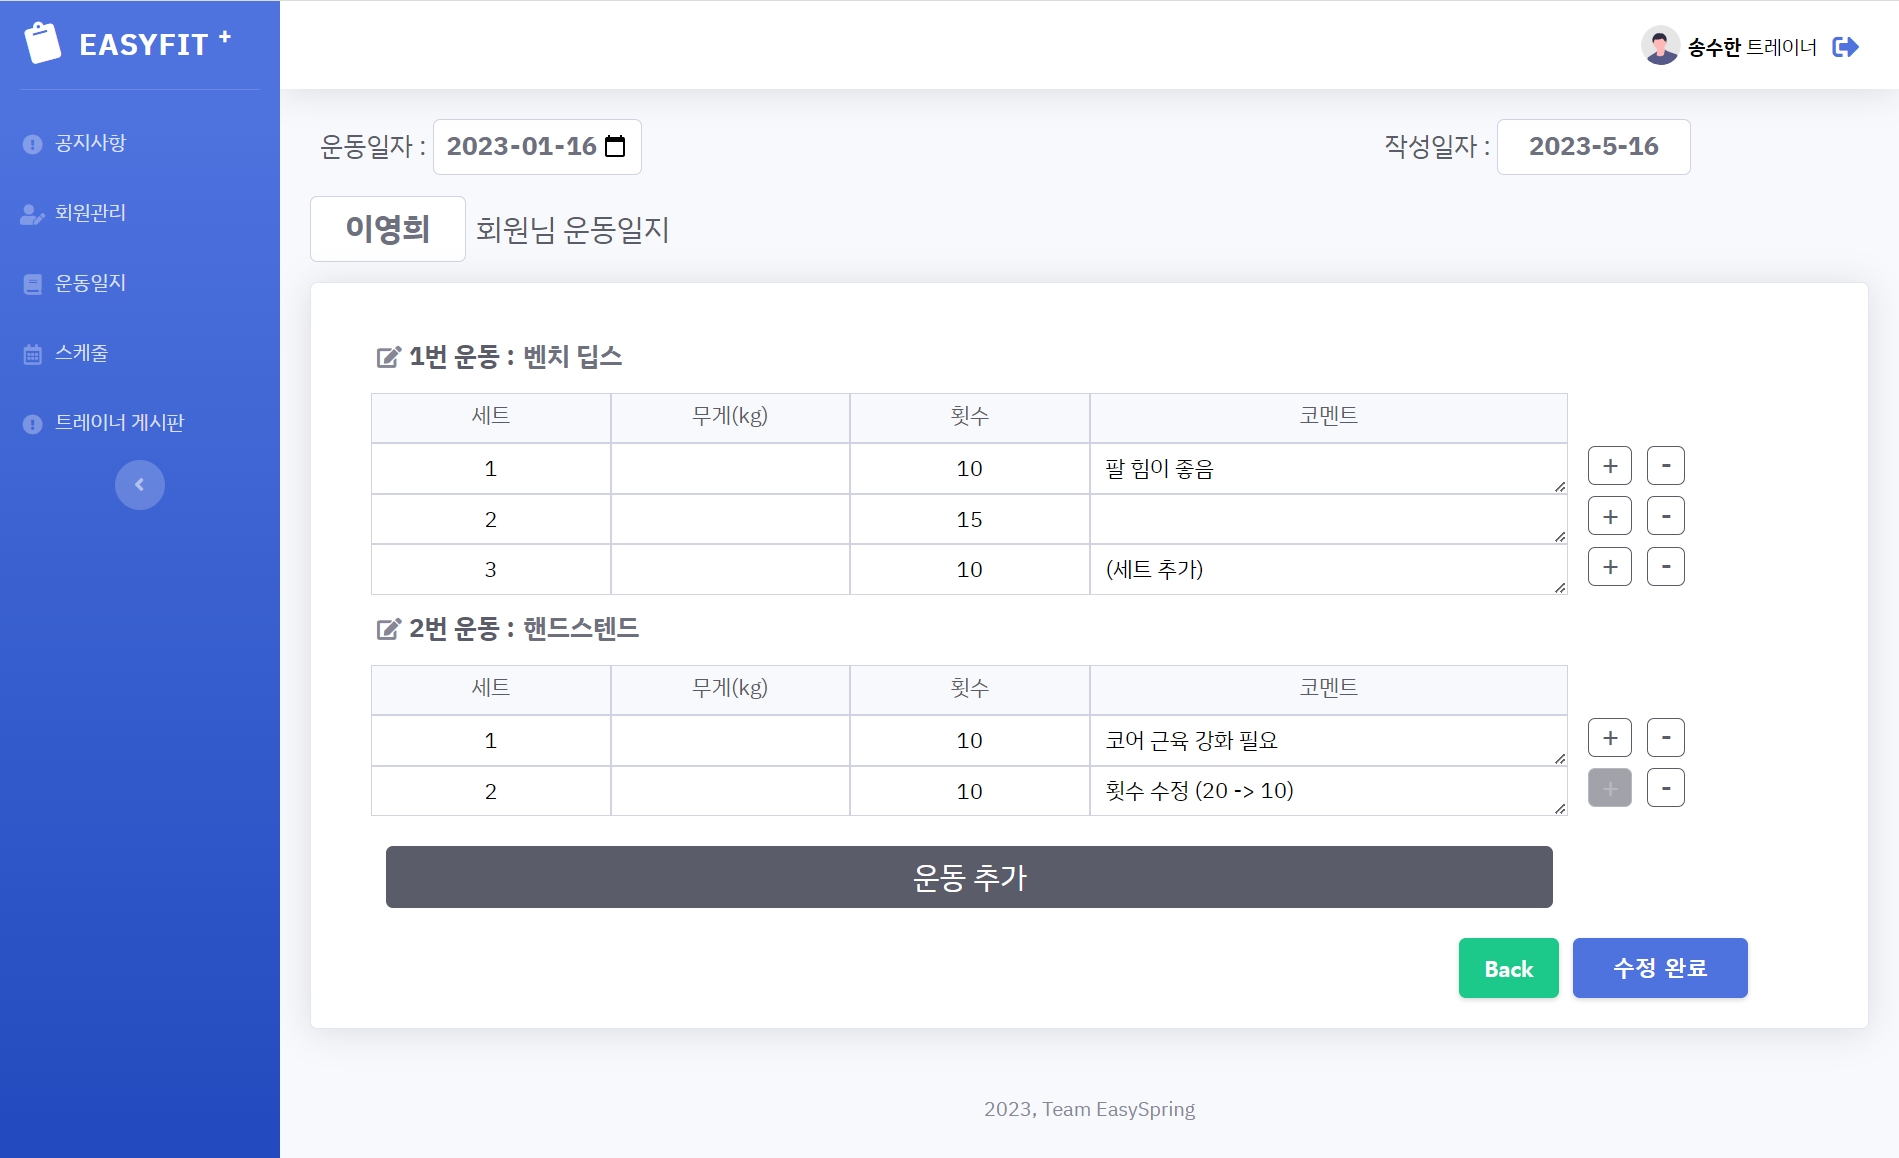 EASYFIT +
송수한 트레이너
공지사항
회원관리
운동일지
스케줄
트레이너 게시판
운동일자 : 2023-01-16
작성일자 : 2023-5-16
이영희 회원님 운동일지
1번 운동 : 벤치 딥스
세트 무게(kg) 횟수 코멘트
1 10 팔 힘이 좋음 + -
2 15 + -
3 10 (세트 추가) + -
2번 운동 : 핸드스텐드
세트 무게(kg) 횟수 코멘트
1 10 코어 근육 강화 필요 + -
2 10 횟수 수정 (20 -> 10) + -
운동 추가
Back 수정 완료
2023, Team EasySpring